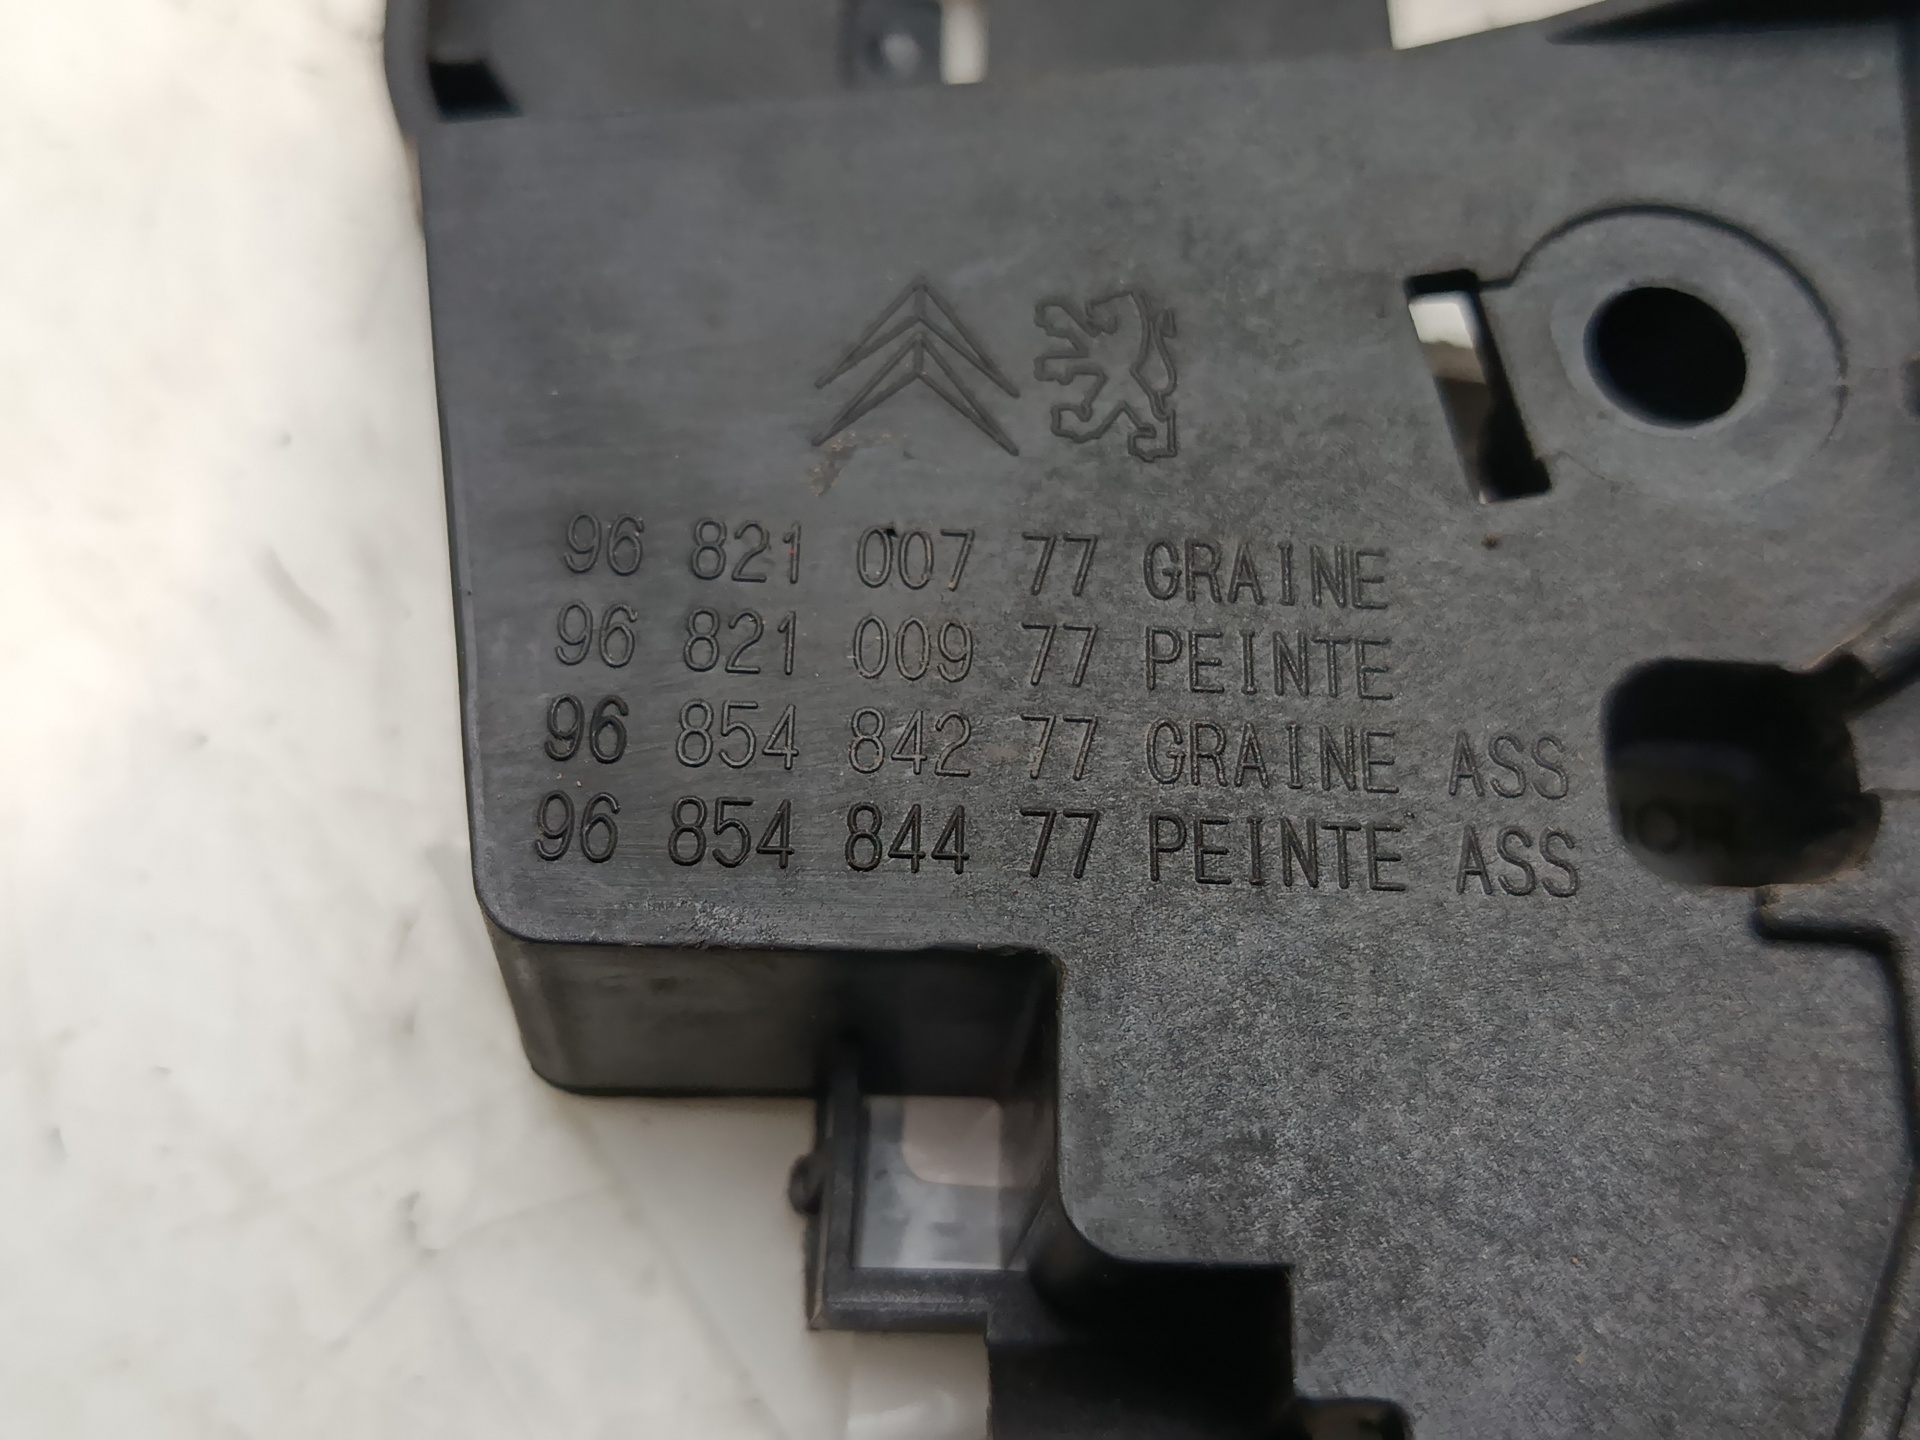 96 821 007 77 GRAINE
96 821 009 77 PEINTE
96 854 842 77 GRAINE ASS
96 854 844 77 PEINTE ASS